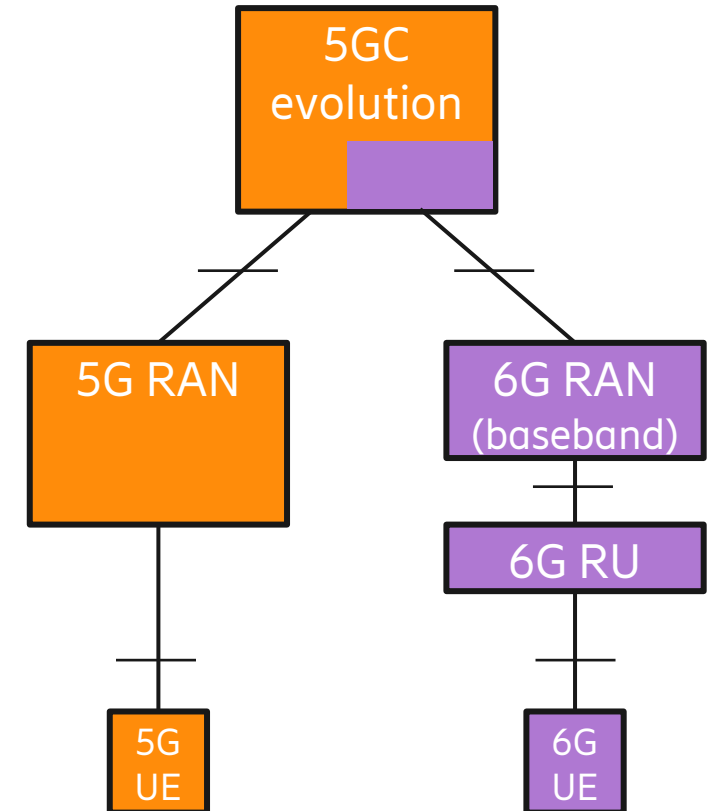 5GC
evolution
5G RAN
6G RAN
(baseband)
6G RU
5G
UE
6G
UE